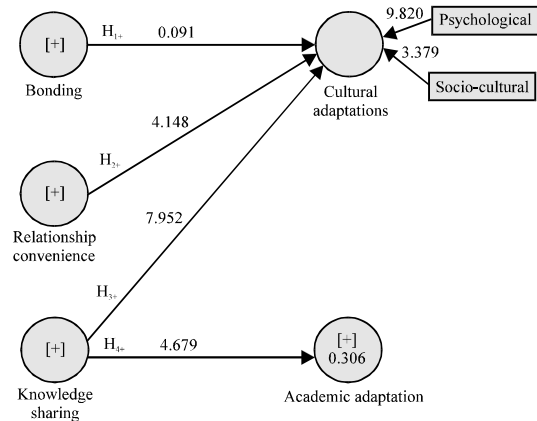 [+]
Bonding
H1+
0.091
Cultural
adaptations
9.820
Psychological
3.379
Socio-cultural
4.148
H2+
[+]
Relationship
convenience
7.952
H3+
[+]
Knowledge
sharing
H4+
4.679
[+]
0.306
Academic adaptation